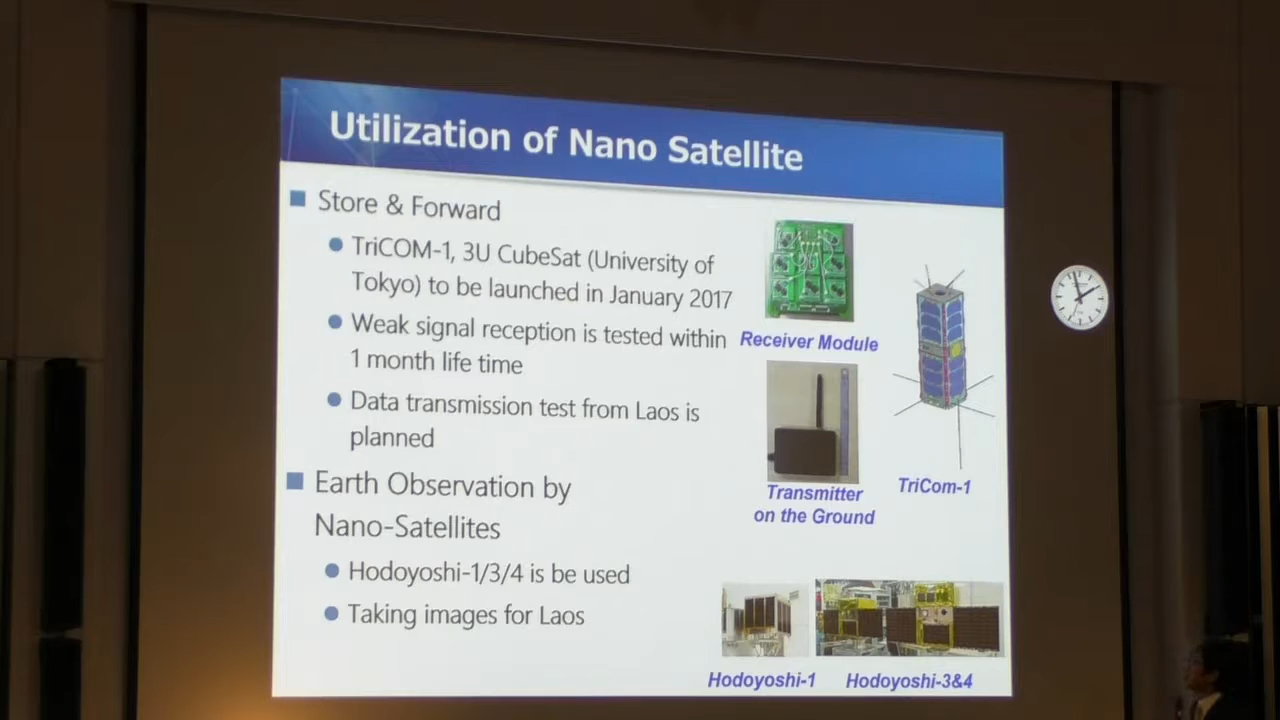 Utilization of Nano Satellite
Store & Forward
TriCOM-1, 3U CubeSat (University of
Tokyo) to be launched in January 2017
Weak signal reception is tested within
1 month life time
Data transmission test from Laos is
planned
Earth Observation by
Nano-Satellites
Hodoyoshi-1/3/4 is be used
Taking images for Laos
Receiver Module
Transmitter
on the Ground
TriCom-1
Hodoyoshi-1
Hodoyoshi-3&4